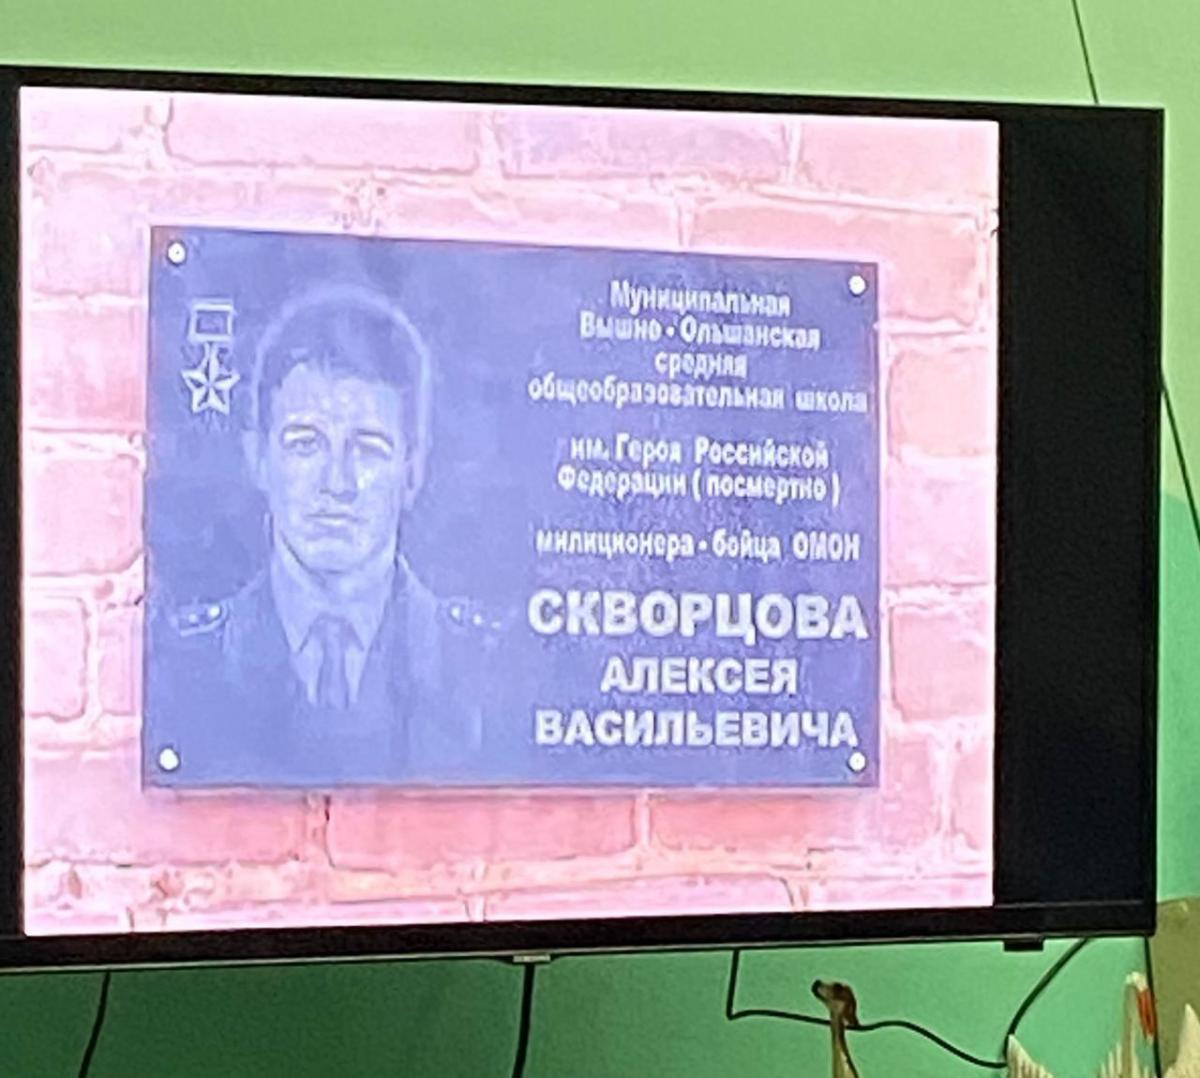 Муниципальная
Вышне - Ольшанская
средняя
общеобразовательная школа
им. Героя Российской
Федерации ( посмертно )
милиционера - бойца ОМОН
СКВОРЦОВА
АЛЕКСЕЯ
ВАСИЛЬЕВИЧА